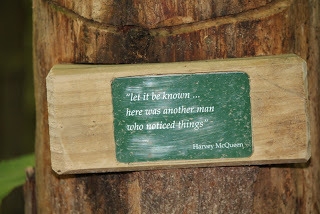 "let it be known ...
here was another man
who noticed things"
Harvey McQueen